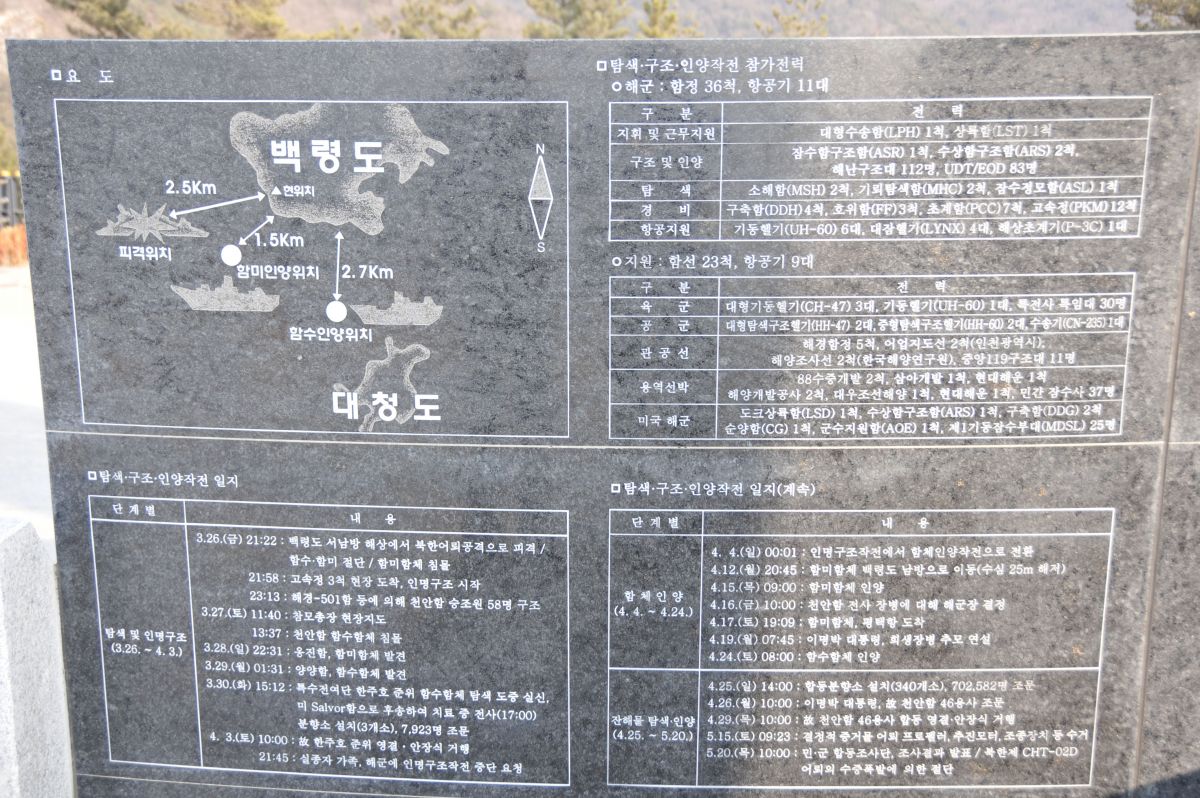 □요 도
백령도
▲현위치
2.5Km
피격위치
1.5Km
함미인양위치
2.7Km
함수인양위치
대청도
N
S
□탐색·구조·인양작전 참가전력
○해군 : 함정 36척, 항공기 11대
구 분 전 력
지휘 및 근무지원 대형수송함(LPH) 1척, 상륙함(LST) 1척
구조 및 인양 잠수함구조함(ASR) 1척, 수상함구조함(ARS) 2척,
해난구조대 112명, UDT/EQD 83명
탐 색 소해함(MSH) 2척, 기뢰탐색함(MHC) 2척, 잠수정모함(ASL) 1척
경 비 구축함(DDH) 4척, 호위함(FF) 3척, 초계함(PCC) 7척, 고속정(PKM) 12척
항공지원 기동헬기(UH-60) 6대, 대잠헬기(LYNX) 4대, 해상초계기(P-3C) 1대
○지원 : 함선 23척, 항공기 9대
구 분 전 력
육 군 대형기동헬기(CH-47) 3대, 기동헬기(UH-60) 1대, 특전사 특임대 30명
공 군 대형탐색구조헬기(HH-47) 2대, 중형탐색구조헬기(HH-60) 2대, 수송기(CN-235) 1대
관 공 선 해경함정 5척, 어업지도선 2척(인천광역시),
해양조사선 2척(한국해양연구원), 중앙119구조대 11명
용역선박 88수중개발 2척, 삼아개발 1척, 현대해운 1척
해양개발공사 2척, 대우조선해양 1척, 현대해운 1척, 민간 잠수사 37명
미국 해군 도크상륙함(LSD) 1척, 수상함구조함(ARS) 1척, 구축함(DDG) 2척
순양함(CG) 1척, 군수지원함(AOE) 1척, 제1기동잠수부대(MDSL) 25명
□탐색·구조·인양작전 일지
단 계 별 내 용
탐색 및 인명구조
(3.26. ~ 4. 3.)
3.26.(금) 21:22 : 백령도 서남방 해상에서 북한어뢰공격으로 피격 /
함수·함미 절단 / 함미함체 침몰
21:58 : 고속정 3척 현장 도착, 인명구조 시작
23:13 : 해경-501함 등에 의해 천안함 승조원 58명 구조
3.27.(토) 11:40 : 참모총장 현장지도
13:37 : 천안함 함수함체 침몰
3.28.(일) 22:31 : 옹진함, 함미함체 발견
3.29.(월) 01:31 : 양양함, 함수함체 발견
3.30.(화) 15:12 : 특수전여단 한주호 준위 함수함체 탐색 도중 실신,
미 Salvor함으로 후송하여 치료 중 전사(17:00)
분향소 설치(3개소), 7,923명 조문
4. 3.(토) 10:00 : 故 한주호 준위 영결·안장식 거행
21:45 : 실종자 가족, 해군에 인명구조작전 중단 요청
□탐색·구조·인양작전 일지(계속)
단 계 별 내 용
함 체 인 양
(4. 4. ~ 4.24.)
4. 4.(일) 00:01 : 인명구조작전에서 함체인양작전으로 전환
4.12.(월) 20:45 : 함미함체 백령도 남방으로 이동(수심 25m 해저)
4.15.(목) 09:00 : 함미함체 인양
4.16.(금) 10:00 : 천안함 전사 장병에 대해 해군장 결정
4.17.(토) 19:09 : 함미함체, 평택항 도착
4.19.(월) 07:45 : 이명박 대통령, 희생장병 추모 연설
4.24.(토) 08:00 : 함수함체 인양
잔해물 탐색·인양
(4.25. ~ 5.20.)
4.25.(일) 14:00 : 합동분향소 설치(340개소), 702,582명 조문
4.26.(월) 10:00 : 이명박 대통령, 故 천안함 46용사 조문
4.29.(목) 10:00 : 故 천안함 46용사 합동 영결·안장식 거행
5.15.(토) 09:23 : 결정적 증거물 어뢰 프로펠러, 추진모터, 조종장치 등 수거
5.20.(목) 10:00 : 민·군 합동조사단, 조사결과 발표 / 북한제 CHT-02D
어뢰의 수중폭발에 의한 절단